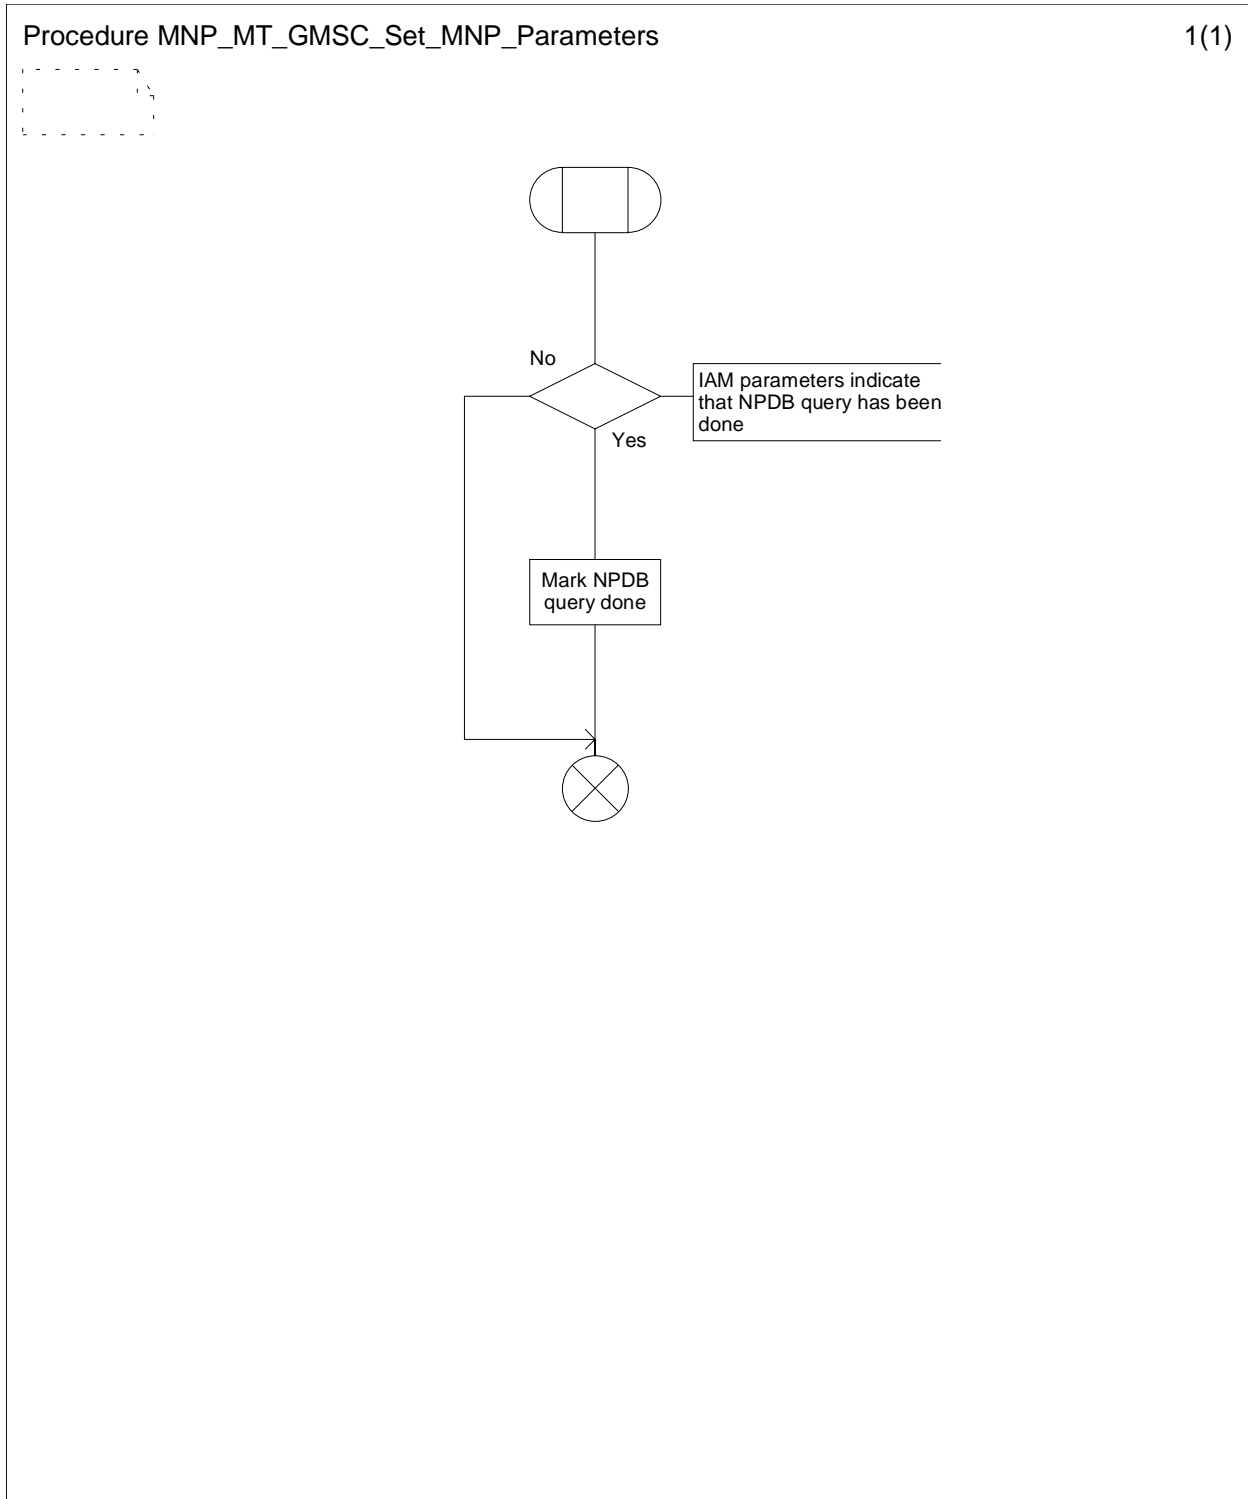 Procedure MNP_MT_GMSC_Set_MNP_Parameters 1(1)
No
IAM parameters indicate
that NPDB query has been
done
Yes
Mark NPDB
query done